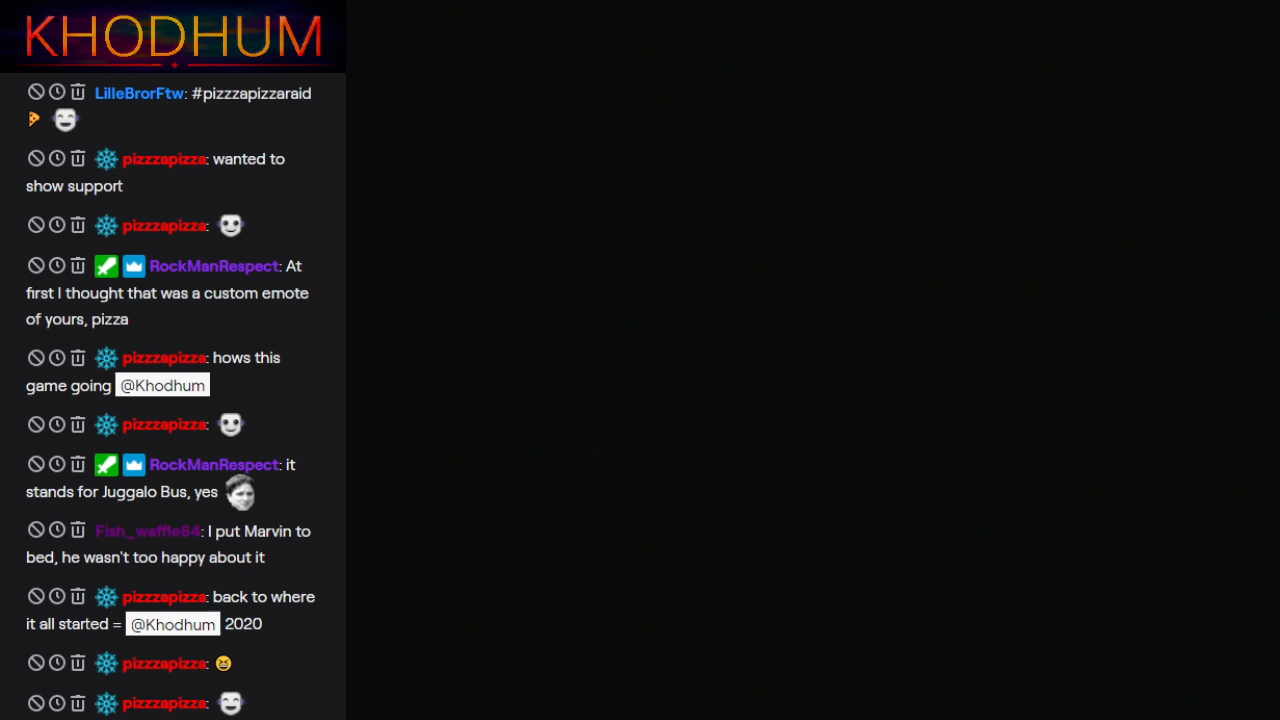 KHODHUM
LilleBrorFtw: #pizzzapizzaraid
pizzzapizza: wanted to
show support
pizzzapizza:
RockManRespect: At
first I thought that was a custom emote
of yours, pizza
pizzzapizza: hows this
game going @Khodhum
pizzzapizza:
RockManRespect: it
stands for Juggalo Bus, yes
Fish_waffle64: I put Marvin to
bed, he wasn't too happy about it
pizzzapizza: back to where
it all started = @Khodhum 2020
pizzzapizza:
pizzzapizza: